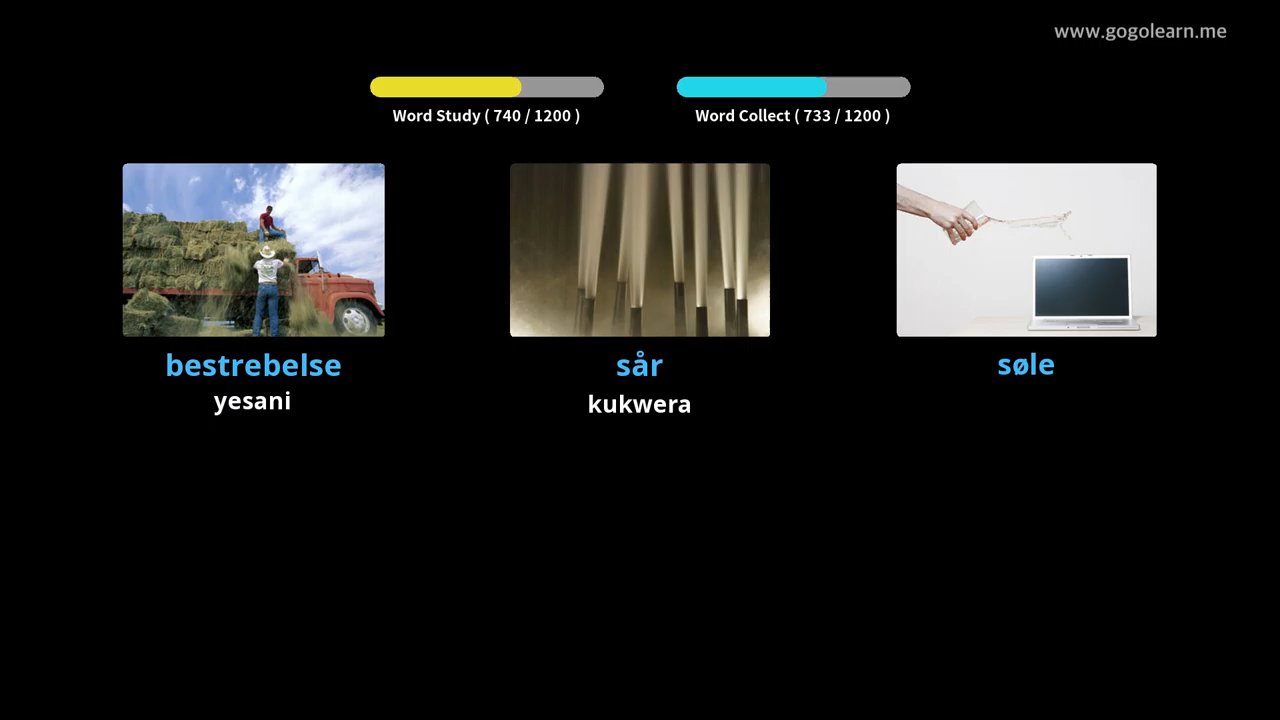 www.gogolearn.me
Word Study ( 740 / 1200 )
Word Collect ( 733 / 1200 )
bestrebelse
sår
søle
yesani
kukwera